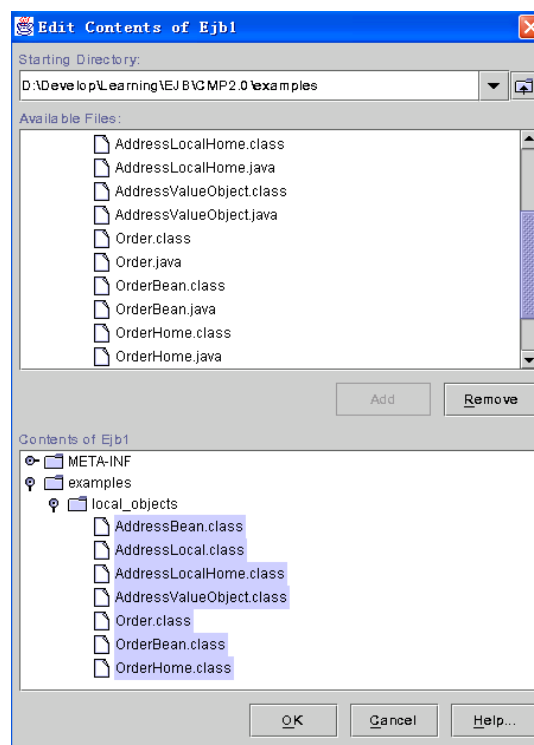 Edit Contents of Ejb1
Starting Directory:
D:\Develop\Learning\EJB\CMP2.0\examples
Available Files:
AddressLocalHome.class
AddressLocalHome.java
AddressValueObject.class
AddressValueObject.java
Order.class
Order.java
OrderBean.class
OrderBean.java
OrderHome.class
OrderHome.java
Add Remove
Contents of Ejb1
META-INF
examples
local_objects
AddressBean.class
AddressLocal.class
AddressLocalHome.class
AddressValueObject.class
Order.class
OrderBean.class
OrderHome.class
OK Cancel Help...